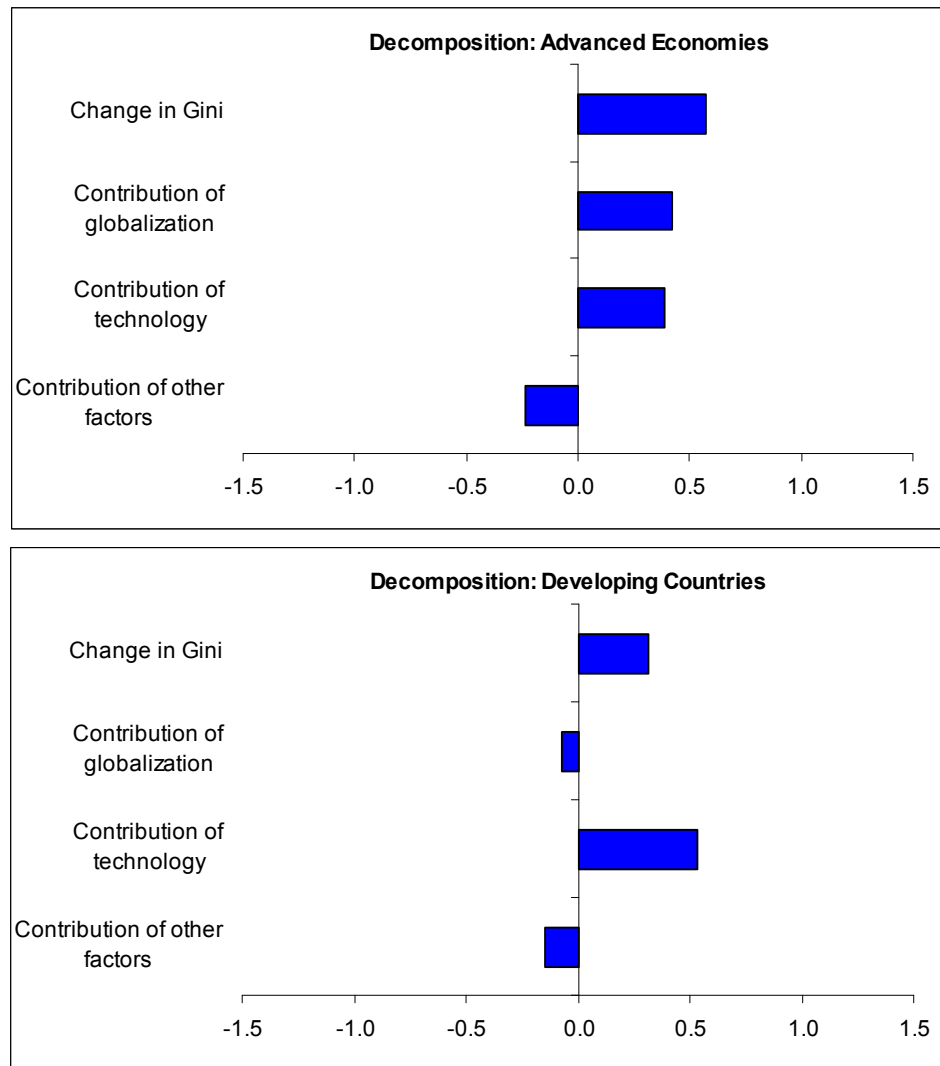 Decomposition: Advanced Economies
Change in Gini
Contribution of
globalization
Contribution of
technology
Contribution of other
factors
-1.5 -1.0 -0.5 0.0 0.5 1.0 1.5
Decomposition: Developing Countries
Change in Gini
Contribution of
globalization
Contribution of
technology
Contribution of other
factors
-1.5 -1.0 -0.5 0.0 0.5 1.0 1.5